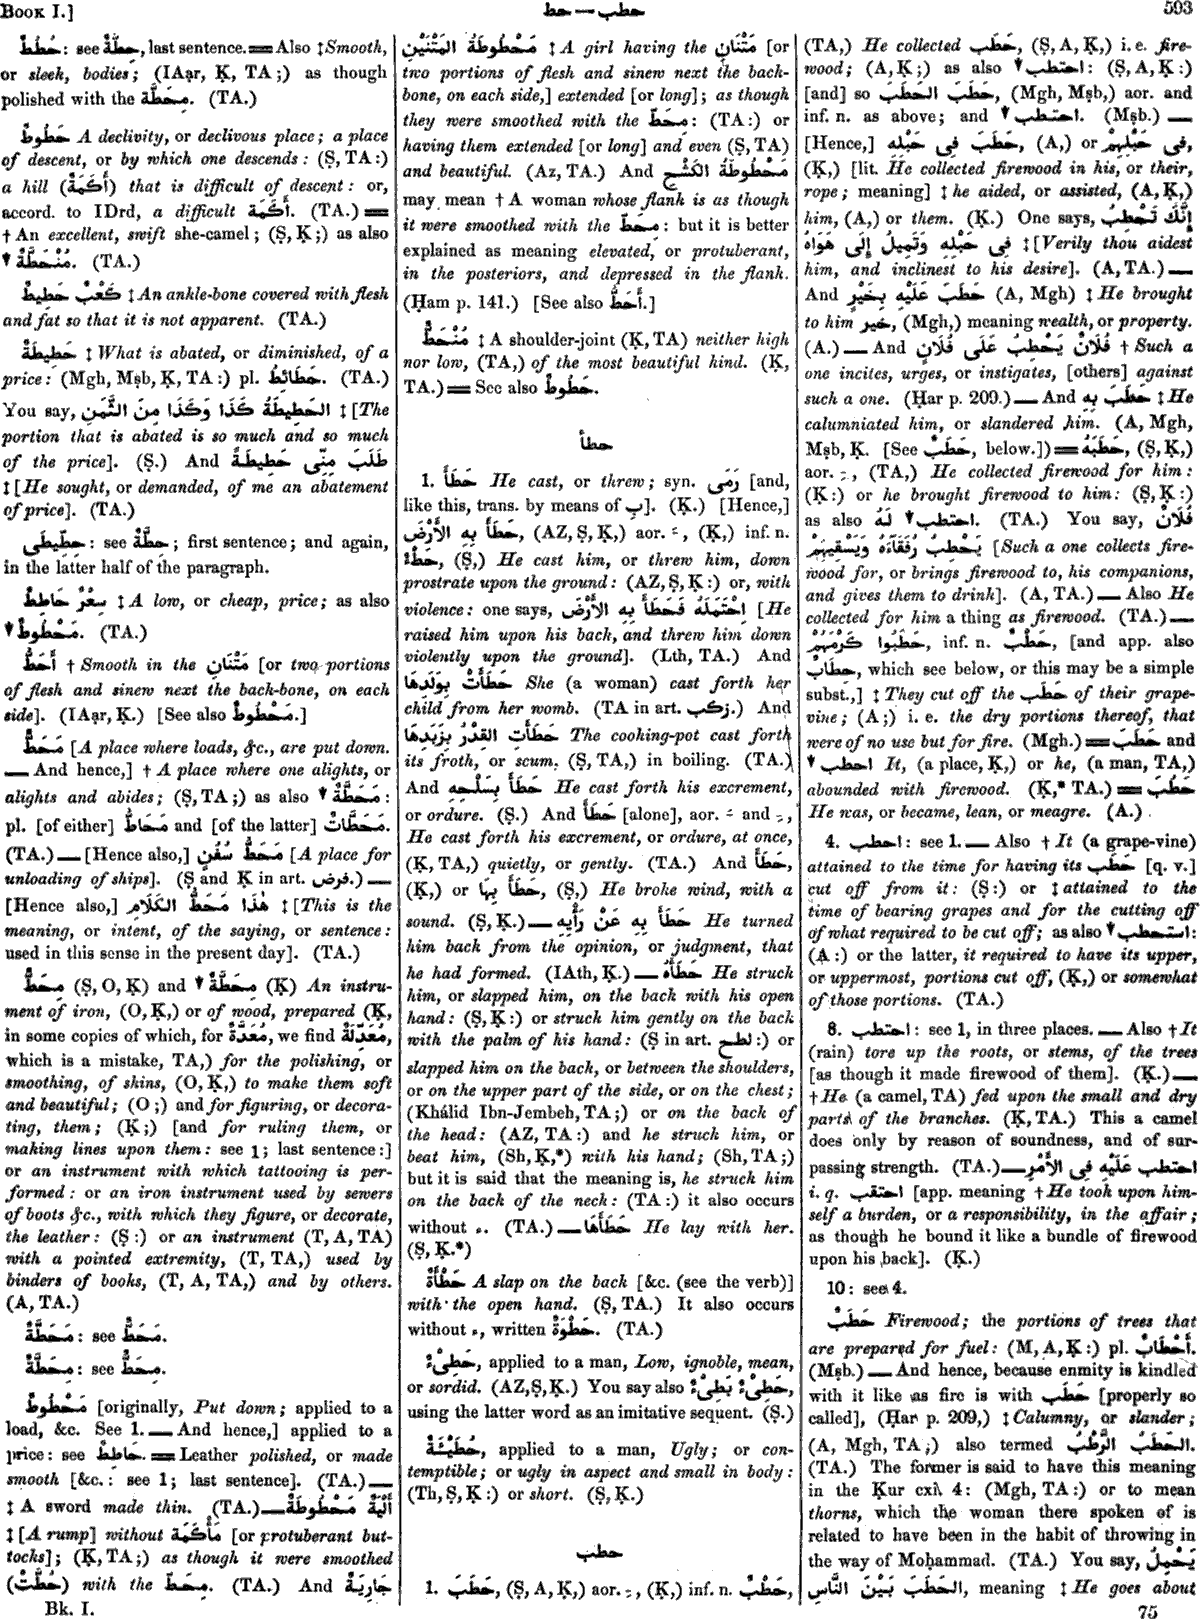 BOOK I.]
حطب — حط
593
حُطُطٌ: see حِطَّةٌ, last sentence. = Also ‡ Smooth,
or sleek, bodies; (IAạr, Ḳ, TA;) as though
polished with the مِحَطَّة. (TA.)
حَطُوطٌ A declivity, or declivous place; a place
of descent, or by which one descends: (Ṣ, TA:)
a hill (أَكَمَةٌ) that is difficult of descent: or,
accord. to IDrd, a difficult أَكَمَة. (TA.) =
† An excellent, swift she-camel; (Ṣ, Ḳ;) as also
▼ مُنْحَطَّةٌ. (TA.)
كَعْبٌ حَطِيطٌ ‡ An ankle-bone covered with flesh
and fat so that it is not apparent. (TA.)
حَطِيطَةٌ ‡ What is abated, or diminished, of a
price: (Mgh, Mṣb, Ḳ, TA:) pl. حَطَائِطُ. (TA.)
You say, الحَطِيطَةُ كَذَا وَكَذَا مِنَ الثَّمَنِ ‡ [The
portion that is abated is so much and so much
of the price]. (Ṣ.) And طَلَبَ مِنِّى حَطِيطَةً
‡ [He sought, or demanded, of me an abatement
of price]. (TA.)
حِطِّيطَى: see حِطَّةٌ; first sentence; and again,
in the latter half of the paragraph.
سِعْرٌ حَاطِطٌ ‡ A low, or cheap, price; as also
▼ مَحْطُوطٌ. (TA.)
أَحَطُّ † Smooth in the مَتْنَانِ [or two portions
of flesh and sinew next the back-bone, on each
side]. (IAạr, Ḳ.) [See also مَحْطُوطٌ.]
مَحَطٌّ [A place where loads, &c., are put down.
— And hence,] † A place where one alights, or
alights and abides; (Ṣ, TA;) as also ▼ مَحَطَّةٌ:
pl. [of either] مَحَاطُّ and [of the latter] مَحَطَّاتٌ.
(TA.) — [Hence also,] مَحَطُّ سُفُنٍ [A place for
unloading of ships]. (Ṣ and Ḳ in art. فرض.) —
[Hence also,] هٰذَا مَحَطُّ الكَلَامِ ‡ [This is the
meaning, or intent, of the saying, or sentence:
used in this sense in the present day]. (TA.)
مِحَطٌّ (Ṣ, O, Ḳ) and ▼ مِحَطَّةٌ (Ḳ) An instru-
ment of iron, (O, Ḳ,) or of wood, prepared (Ḳ,
in some copies of which, for مُعَدَّةٌ, we find مُعَدَّلَةٌ,
which is a mistake, TA,) for the polishing, or
smoothing, of skins, (O, Ḳ,) to make them soft
and beautiful; (O;) and for figuring, or decora-
ting, them; (Ḳ;) [and for ruling them, or
making lines upon them: see 1; last sentence:]
or an instrument with which tattooing is per-
formed: or an iron instrument used by sewers
of boots &c., with which they figure, or decorate,
the leather: (Ṣ:) or an instrument (T, A, TA)
with a pointed extremity, (T, TA,) used by
binders of books, (T, A, TA,) and by others.
(A, TA.)
مَحَطَّةٌ: see مَحَطٌّ.
مِحَطَّةٌ: see مِحَطٌّ.
مَحْطُوطٌ [originally, Put down; applied to a
load, &c. See 1. — And hence,] applied to a
price: see حَاطِطٌ. = Leather polished, or made
smooth [&c.: see 1; last sentence]. (TA.) —
‡ A sword made thin. (TA.) — أَلْيَةٌ مَحْطُوطَةٌ
‡ [A rump] without مَأْكَمَة [or protuberant but-
tocks]; (Ḳ, TA;) as though it were smoothed
(حُطَّتْ) with the مِحَطّ. (TA.) And جَارِيَةٌ
Bk. I.
مَحْطُوطَةُ المَتْنَيْنِ ‡ A girl having the مَتْنَانِ [or
two portions of flesh and sinew next the back-
bone, on each side,] extended [or long]; as though
they were smoothed with the مِحَطّ: (TA:) or
having them extended [or long] and even (Ṣ, TA)
and beautiful. (Az, TA.) And مَحْطُوطَةُ الكَشْحِ
may mean † A woman whose flank is as though
it were smoothed with the مِحَطّ: but it is better
explained as meaning elevated, or protuberant,
in the posteriors, and depressed in the flank.
(Ḥam p. 141.) [See also أَحَطُّ.]
مُنْحَطٌّ ‡ A shoulder-joint (Ḳ, TA) neither high
nor low, (TA,) of the most beautiful kind. (Ḳ,
TA.) = See also حَطُوطٌ.
حطأ
1. حَطَأَ He cast, or threw; syn. رَمَى [and,
like this, trans. by means of بِ]. (Ḳ.) [Hence,]
حَطَأَ بِهِ الأَرْضَ, (AZ, Ṣ, Ḳ,) aor. ـَ, (Ḳ,) inf. n.
حَطْءٌ, (Ṣ,) He cast him, or threw him, down
prostrate upon the ground: (AZ, Ṣ, Ḳ:) or, with
violence: one says, اِحْتَمَلَهُ فَحَطَأَ بِهِ الأَرْضَ [He
raised him upon his back, and threw him down
violently upon the ground]. (Lth, TA.) And
حَطَأَتْ بِوَلَدِهَا She (a woman) cast forth her
child from her womb. (TA in art. زكب.) And
حَطَأَتِ القِدْرُ بِزَبَدِهَا The cooking-pot cast forth
its froth, or scum, (Ṣ, TA,) in boiling. (TA.)
And حَطَأَ بِسَلْحِهِ He cast forth his excrement,
or ordure. (Ṣ.) And حَطَأَ [alone], aor. ـَ and ـِ,
He cast forth his excrement, or ordure, at once,
(Ḳ, TA,) quietly, or gently. (TA.) And حَطَأَ,
(Ḳ,) or حَطَأَ بِهَا, (Ṣ,) He broke wind, with a
sound. (Ṣ, Ḳ.) — حَطَأَ بِهِ عَنْ رَأْيِهِ He turned
him back from the opinion, or judgment, that
he had formed. (IAth, Ḳ.) — حَطَأَهُ He struck
him, or slapped him, on the back with his open
hand: (Ṣ, Ḳ:) or struck him gently on the back
with the palm of his hand: (Ṣ in art. لطح:) or
slapped him on the back, or between the shoulders,
or on the upper part of the side, or on the chest;
(Khálid Ibn-Jembeh, TA;) or on the back of
the head: (AZ, TA:) and he struck him, or
beat him, (Sh, Ḳ,*) with his hand; (Sh, TA;)
but it is said that the meaning is, he struck him
on the back of the neck: (TA:) it also occurs
without ء. (TA.) — حَطَأَهَا He lay with her.
(Ṣ, Ḳ.*)
حَطْأَةٌ A slap on the back [&c. (see the verb)]
with the open hand. (Ṣ, TA.) It also occurs
without ء, written حَطْوَةٌ. (TA.)
حَطِىْءٌ, applied to a man, Low, ignoble, mean,
or sordid. (AZ, Ṣ, Ḳ.) You say also حَطِىْءٌ بَطِىْءٌ,
using the latter word as an imitative sequent. (Ṣ.)
حُطَيْئَةٌ, applied to a man, Ugly; or con-
temptible; or ugly in aspect and small in body:
(Th, Ṣ, Ḳ:) or short. (Ṣ, Ḳ.)
حطب
1. حَطَبَ, (Ṣ, A, Ḳ,) aor. ـِ, (Ḳ,) inf. n. حَطْبٌ,
(TA,) He collected حَطَب, (Ṣ, A, Ḳ,) i. e. fire-
wood; (A, Ḳ;) as also ▼ احتطب: (Ṣ, A, Ḳ:)
[and] so حَطَبَ الحَطَبَ, (Mgh, Mṣb,) aor. and
inf. n. as above; and ▼ احتطب. (Mṣb.) —
[Hence,] حَطَبَ فِى حَبْلِهِ, (A,) or فِى حَبْلِهِمْ,
(Ḳ,) [lit. He collected firewood in his, or their,
rope; meaning] ‡ he aided, or assisted, (A, Ḳ,)
him, (A,) or them. (Ḳ.) One says, إِنَّكَ تَحْطِبُ
فِى حَبْلِهِ وَتَمِيلُ إِلَى هَوَاهُ ‡ [Verily thou aidest
him, and inclinest to his desire]. (A, TA.) —
And حَطَبَ عَلَيْهِ بِخَيْرٍ (A, Mgh) ‡ He brought
to him خَيْر, (Mgh,) meaning wealth, or property.
(A.) — And فُلَانٌ يَحْطِبُ عَلَى فُلَانٍ † Such a
one incites, urges, or instigates, [others] against
such a one. (Ḥar p. 209.) — And حَطَبَ بِهِ ‡ He
calumniated him, or slandered him. (A, Mgh,
Mṣb, Ḳ. [See حَطَبٌ, below.]) = حَطَبَهُ, (Ṣ, Ḳ,)
aor. ـِ, (TA,) He collected firewood for him:
(Ḳ:) or he brought firewood to him: (Ṣ, Ḳ:)
as also احتطب ▼ لَهُ. (TA.) You say, فُلَانٌ
يَحْطِبُ رُفَقَآءَهُ وَيَسْقِيهِمْ [Such a one collects fire-
wood for, or brings firewood to, his companions,
and gives them to drink]. (A, TA.) — Also He
collected for him a thing as firewood. (TA.) —
حَطَبُوا كَرْمَهُمْ, inf. n. حَطْبٌ, [and app. also
حِطَابٌ, which see below, or this may be a simple
subst.,] ‡ They cut off the حَطَب of their grape-
vine; (A;) i. e. the dry portions thereof, that
were of no use but for fire. (Mgh.) = حَطَبَ and
▼ احطب It, (a place, Ḳ,) or he, (a man, TA,)
abounded with firewood. (Ḳ,* TA.) = حَطَبَ
He was, or became, lean, or meagre. (A.)
4. احطب: see 1. — Also † It (a grape-vine)
attained to the time for having its حَطَب [q. v.]
cut off from it: (Ṣ:) or ‡ attained to the
time of bearing grapes and for the cutting off
of what required to be cut off; as also ▼ استحطب:
(A:) or the latter, it required to have its upper,
or uppermost, portions cut off, (Ḳ,) or somewhat
of those portions. (TA.)
8. احتطب: see 1, in three places. — Also † It
(rain) tore up the roots, or stems, of the trees
[as though it made firewood of them]. (Ḳ.) —
† He (a camel, TA) fed upon the small and dry
parts of the branches. (Ḳ, TA.) This a camel
does only by reason of soundness, and of sur-
passing strength. (TA.) — احتطب عَلَيْهِ فِى الأَمْرِ
i. q. احتقب [app. meaning † He took upon him-
self a burden, or a responsibility, in the affair;
as though he bound it like a bundle of firewood
upon his back]. (Ḳ.)
10: see 4.
حَطَبٌ Firewood; the portions of trees that
are prepared for fuel: (M, A, Ḳ:) pl. أَحْطَابٌ.
(Mṣb.) — And hence, because enmity is kindled
with it like as fire is with حَطَب [properly so
called], (Ḥar p. 209,) ‡ Calumny, or slander;
(A, Mgh, TA;) also termed الحَطَبُ الرَّطْبُ.
(TA.) The former is said to have this meaning
in the Ḳur cxi. 4: (Mgh, TA:) or to mean
thorns, which the woman there spoken of is
related to have been in the habit of throwing in
the way of Moḥammad. (TA.) You say, يَحْمِلُ
الحَطَبَ بَيْنَ النَّاسِ, meaning ‡ He goes about
75